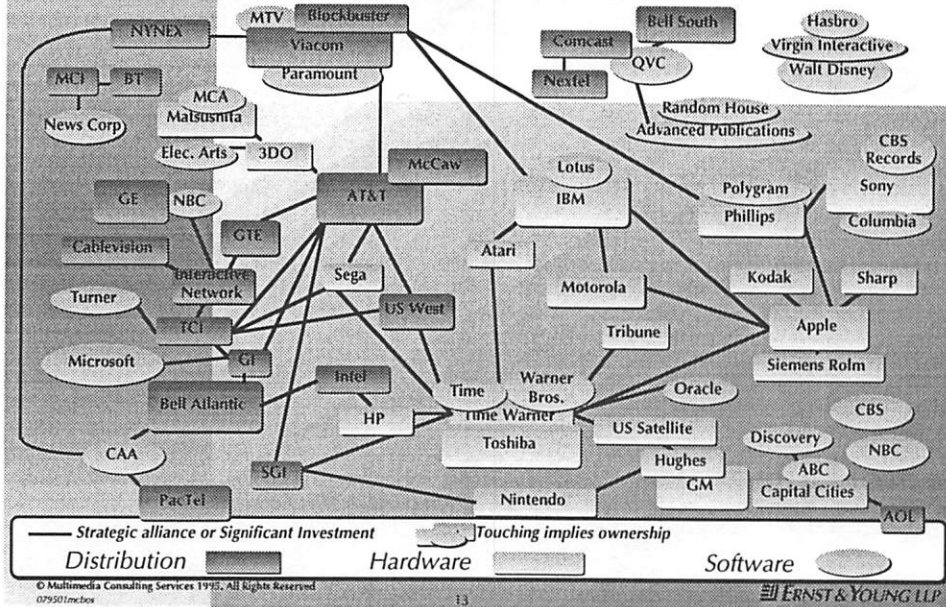 MTV
Blockbuster
Bell South
Hasbro
NYNEX
Viacom
Comcast
QVC
Virgin Interactive
Paramount
Nextel
Walt Disney
MCI
BT
MCA
Matsusnita
Random House
News Corp
Advanced Publications
CBS
Records
Elec. Arts
3DO
McCaw
Lotus
Polygram
Sony
GE
NBC
AT&T
IBM
Phillips
Columbia
GTE
Cablevision
Atari
Interactive
Network
Sega
Motorola
Kodak
Sharp
Turner
US West
Apple
TCI
Tribune
Microsoft
GI
Siemens Rolm
Intel
Time
Warner
Bros.
Oracle
Bell Atlantic
HP
Time Warner
CBS
US Satellite
Toshiba
Discovery
NBC
CAA
Hughes
ABC
SGI
GM
Capital Cities
PacTel
Nintendo
AOL
Strategic alliance or Significant Investment
Touching implies ownership
Distribution
Hardware
Software
© Multimedia Consulting Services 1995. All Rights Reserved
079501mcbos
13
ERNST & YOUNG LLP